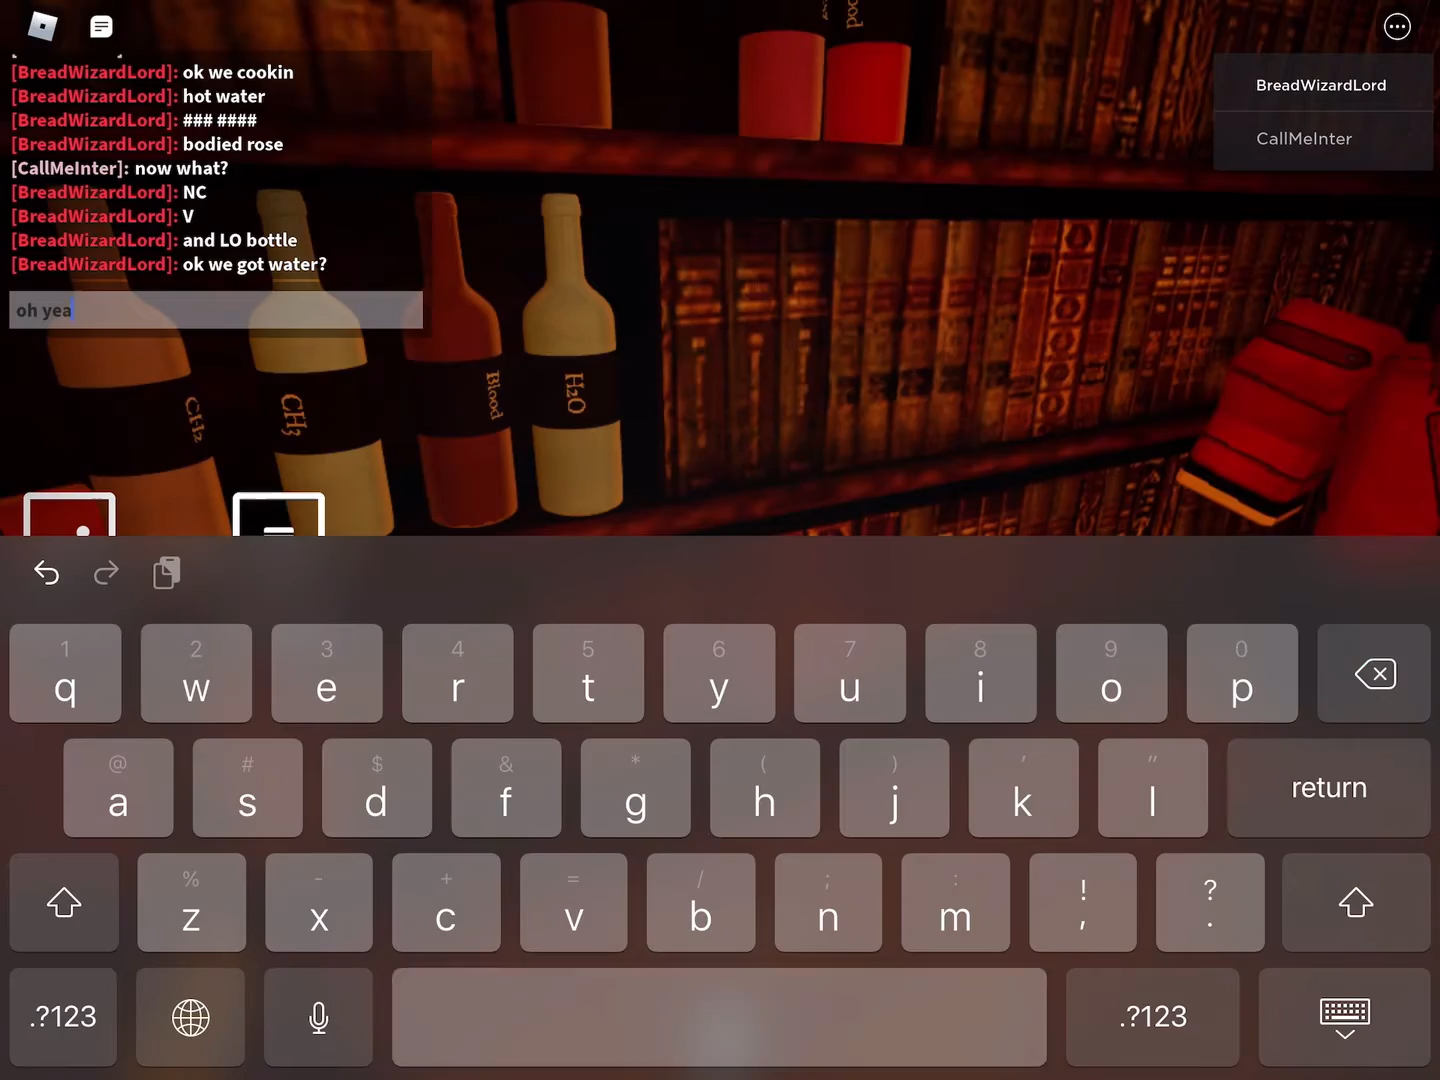 [BreadWizardLord]: ok we cookin
[BreadWizardLord]: hot water
[BreadWizardLord]: ### ####
[BreadWizardLord]: bodied rose
[CallMeInter]: now what?
[BreadWizardLord]: NC
[BreadWizardLord]: V
[BreadWizardLord]: and LO bottle
[BreadWizardLord]: ok we got water?
oh yea
BreadWizardLord
CallMeInter
CH2
CH3
Blood
H2O
1 2 3 4 5 6 7 8 9 0
q w e r t y u i o p
@ # $ & * ( ) ' "
a s d f g h j k l return
% - + = / ; : ! ?
z x c v b n m , .
.?123 .?123